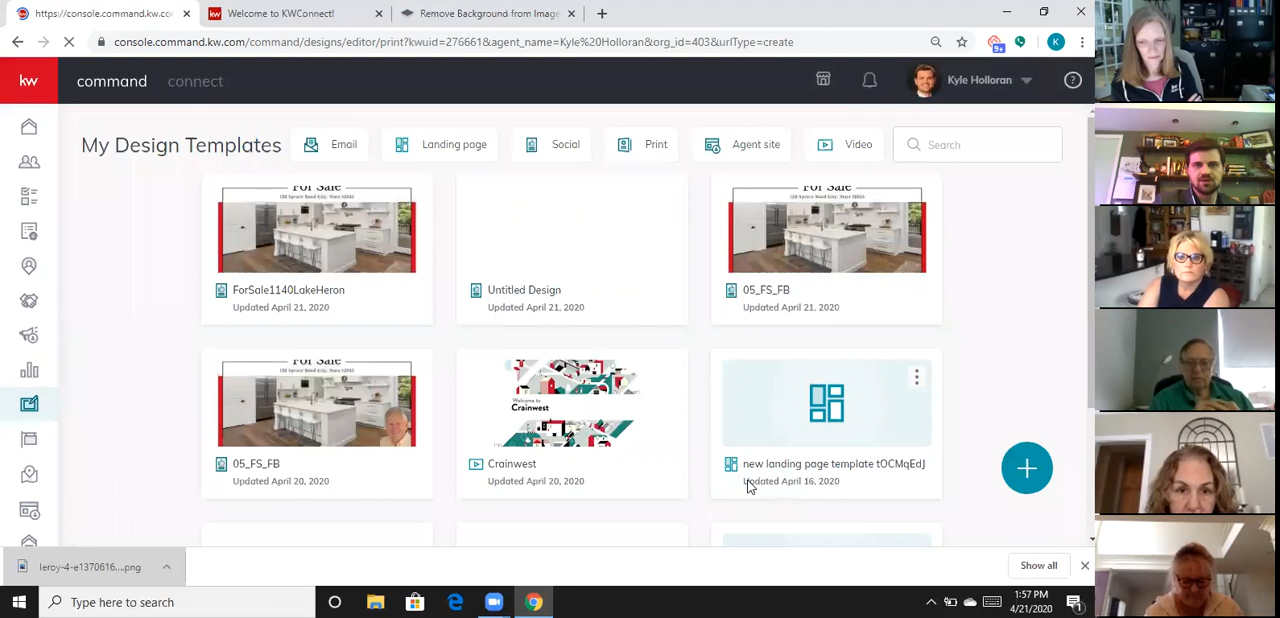 https://console.command.kw.co
kw
Welcome to KWConnect!
Remove Background from Image
console.command.kw.com/command/designs/editor/print?kwuid=276661&agent_name=Kyle%20Holloran&org_id=403&urlType=create
9+
K
kw
command
connect
Kyle Holloran
?
My Design Templates
Email
Landing page
Social
Print
Agent site
Video
Search
For Sale
ForSale1140LakeHeron
Updated April 21, 2020
Untitled Design
Updated April 21, 2020
For Sale
05_FS_FB
Updated April 21, 2020
For Sale
05_FS_FB
Updated April 20, 2020
Welcome to
Crainwest
Crainwest
Updated April 20, 2020
new landing page template tOCMqEdJ
Updated April 16, 2020
leroy-4-e1370616....png
Show all
Type here to search
1:57 PM
4/21/2020
1